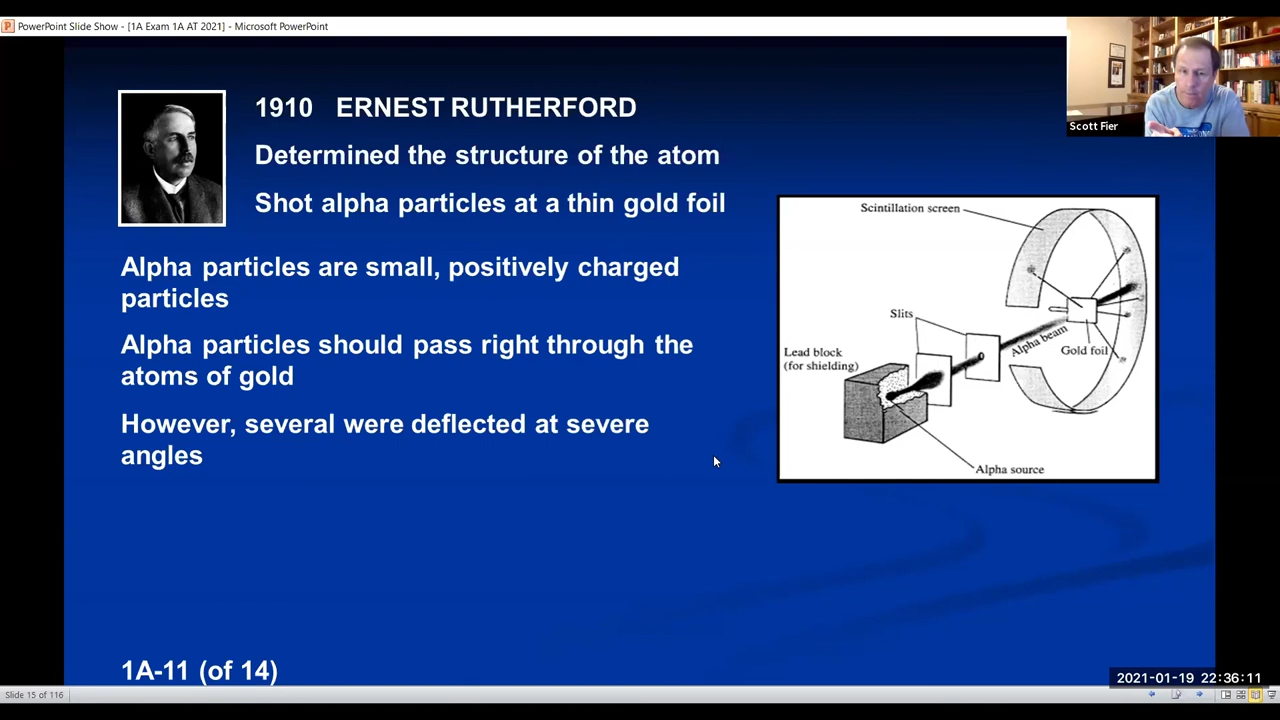 PowerPoint Slide Show - [1A Exam 1A AT 2021] - Microsoft PowerPoint
Scott Fier
1910 ERNEST RUTHERFORD
Determined the structure of the atom
Shot alpha particles at a thin gold foil
Alpha particles are small, positively charged
particles
Alpha particles should pass right through the
atoms of gold
However, several were deflected at severe
angles
Scintillation screen
Slits
Alpha beam
Gold foil
Lead block
(for shielding)
Alpha source
1A-11 (of 14)
2021-01-19 22:36:11
Slide 15 of 116